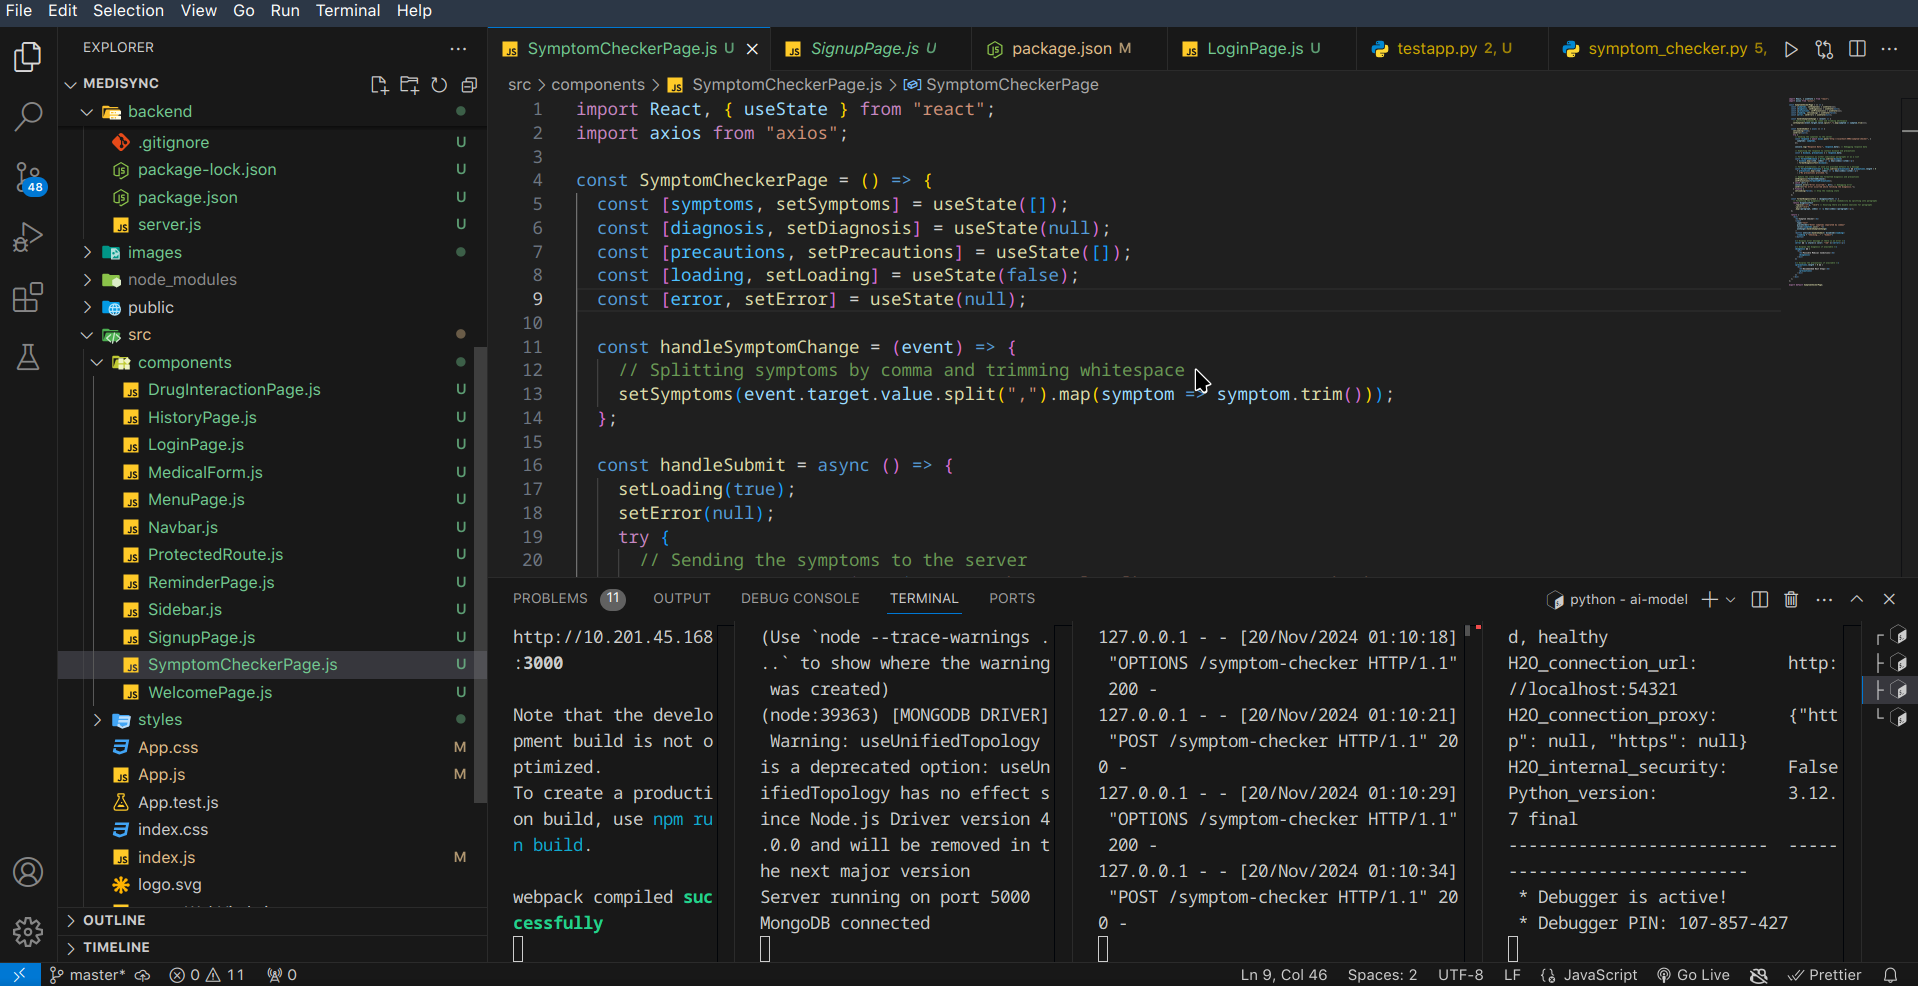 File Edit Selection View Go Run Terminal Help
EXPLORER
MEDISYNC
backend
.gitignore U
package-lock.json U
package.json U
server.js U
images
node_modules
public
src
components
DrugInteractionPage.js U
HistoryPage.js U
LoginPage.js U
MedicalForm.js U
MenuPage.js U
Navbar.js U
ProtectedRoute.js U
ReminderPage.js U
Sidebar.js U
SignupPage.js U
SymptomCheckerPage.js U
WelcomePage.js U
styles
App.css M
App.js M
App.test.js
index.css
index.js M
logo.svg
OUTLINE
TIMELINE
48
SymptomCheckerPage.js U
SignupPage.js U
package.json M
LoginPage.js U
testapp.py 2, U
symptom_checker.py 5,
src > components > SymptomCheckerPage.js > SymptomCheckerPage
1 import React, { useState } from "react";
2 import axios from "axios";
3
4 const SymptomCheckerPage = () => {
5 const [symptoms, setSymptoms] = useState([]);
6 const [diagnosis, setDiagnosis] = useState(null);
7 const [precautions, setPrecautions] = useState([]);
8 const [loading, setLoading] = useState(false);
9 const [error, setError] = useState(null);
10
11 const handleSymptomChange = (event) => {
12 // Splitting symptoms by comma and trimming whitespace
13 setSymptoms(event.target.value.split(",").map(symptom => symptom.trim()));
14 };
15
16 const handleSubmit = async () => {
17 setLoading(true);
18 setError(null);
19 try {
20 // Sending the symptoms to the server
PROBLEMS 11 OUTPUT DEBUG CONSOLE TERMINAL PORTS
python - ai-model
http://10.201.45.168
:3000
Note that the develo
pment build is not o
ptimized.
To create a producti
on build, use npm ru
n build.
webpack compiled suc
cessfully
(Use `node --trace-warnings .
..` to show where the warning
was created)
(node:39363) [MONGODB DRIVER]
Warning: useUnifiedTopology
is a deprecated option: useUn
ifiedTopology has no effect s
ince Node.js Driver version 4
.0.0 and will be removed in t
he next major version
Server running on port 5000
MongoDB connected
127.0.0.1 - - [20/Nov/2024 01:10:18]
"OPTIONS /symptom-checker HTTP/1.1"
200 -
127.0.0.1 - - [20/Nov/2024 01:10:21]
"POST /symptom-checker HTTP/1.1" 20
0 -
127.0.0.1 - - [20/Nov/2024 01:10:29]
"OPTIONS /symptom-checker HTTP/1.1"
200 -
127.0.0.1 - - [20/Nov/2024 01:10:34]
"POST /symptom-checker HTTP/1.1" 20
0 -
d, healthy
H2O_connection_url: http:
//localhost:54321
H2O_connection_proxy: {"htt
p": null, "https": null}
H2O_internal_security: False
Python_version: 3.12.
7 final
-------------------------- -----
------------------------
* Debugger is active!
* Debugger PIN: 107-857-427
master* 0 11 0
Ln 9, Col 46 Spaces: 2 UTF-8 LF JavaScript Go Live Prettier